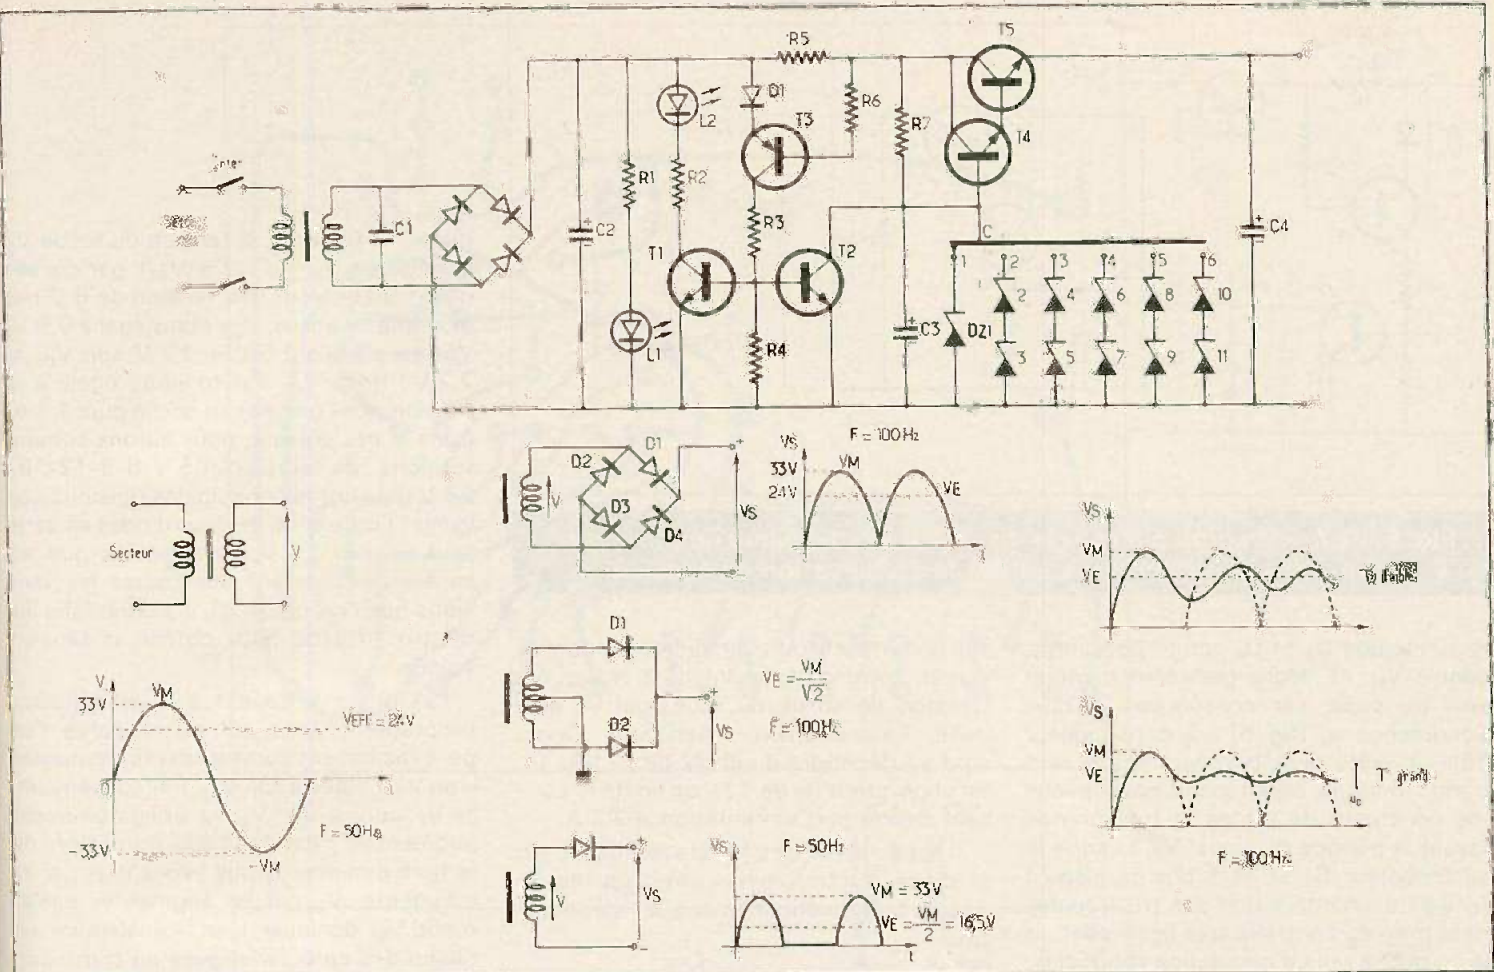 R5
T5
D1
L2
R6
T3
R7
T4
Inter
R1
R2
C1
R3
C2
C
C4
T1
T2
1
2
3
4
5
6
2
4
6
8
10
C3
DZ1
L1
R4
3
5
7
9
11
F = 100Hz
D1
VS
D2
33V
VM
V
24V
VE
VS
D3
D4
t
Secteur
V
VS
VM
VE
D1
VE = VM/√2
D2
VS
F = 100Hz
V
33V
VM
VEFF = 24V
0
F = 50Hz
-33V
-VM
VS
VM
VE
T grand
uc
F = 100Hz
VS
F = 50Hz
V
VS
VM = 33V
VE = VM/2 = 16,5V
t